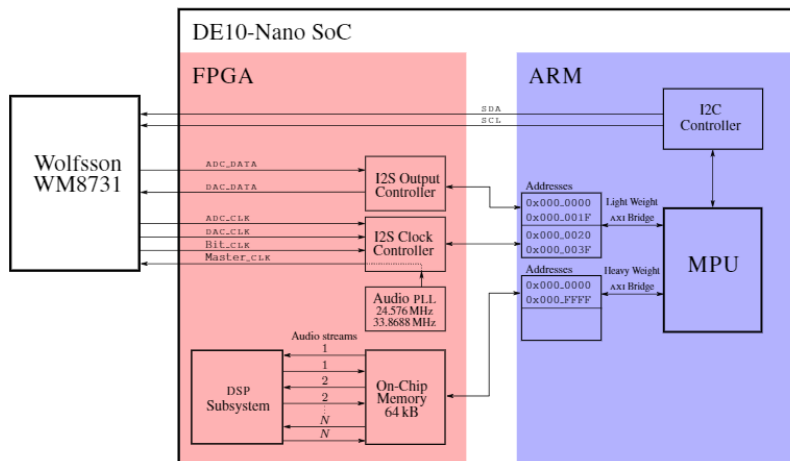 DE10-Nano SoC
FPGA
ARM
Wolfsson
WM8731
SDA
SCL
I2C
Controller
ADC_DATA
DAC_DATA
I2S Output
Controller
ADC_CLK
DAC_CLK
Bit_CLK
Master_CLK
I2S Clock
Controller
Audio PLL
24.576 MHz
33.8688 MHz
Addresses
0x000_0000
0x000_001F
0x000_0020
0x000_003F
Light Weight
AXI Bridge
Addresses
0x000_0000
0x000_FFFF
Heavy Weight
AXI Bridge
MPU
Audio streams
1
1
2
2
N
N
DSP
Subsystem
On-Chip
Memory
64 kB